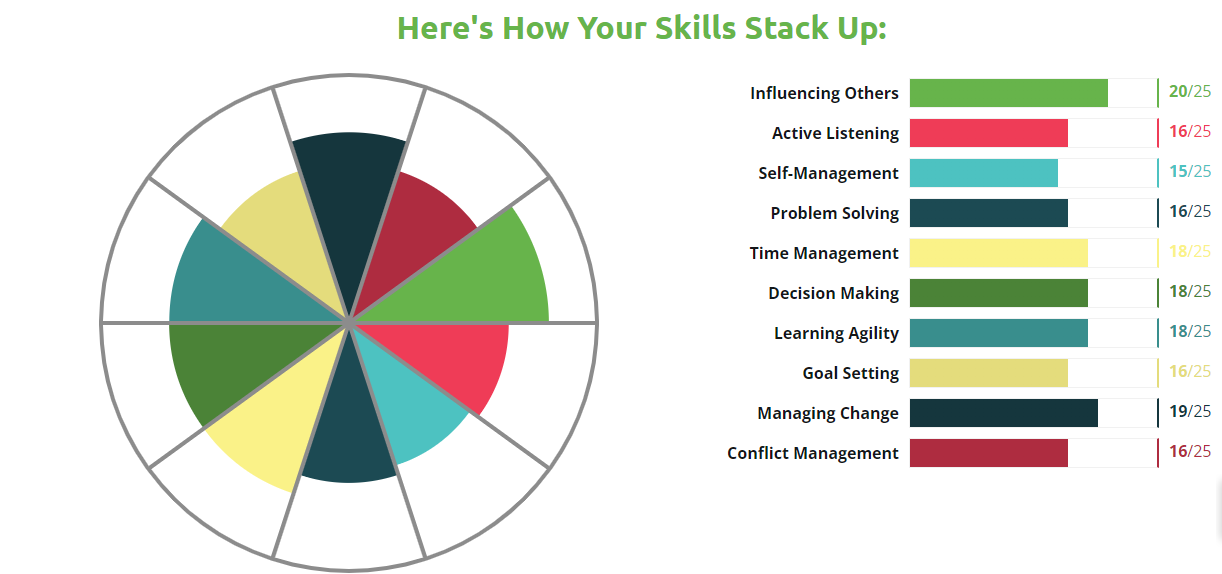 Here's How Your Skills Stack Up:
Influencing Others 20/25
Active Listening 16/25
Self-Management 15/25
Problem Solving 16/25
Time Management 18/25
Decision Making 18/25
Learning Agility 18/25
Goal Setting 16/25
Managing Change 19/25
Conflict Management 16/25